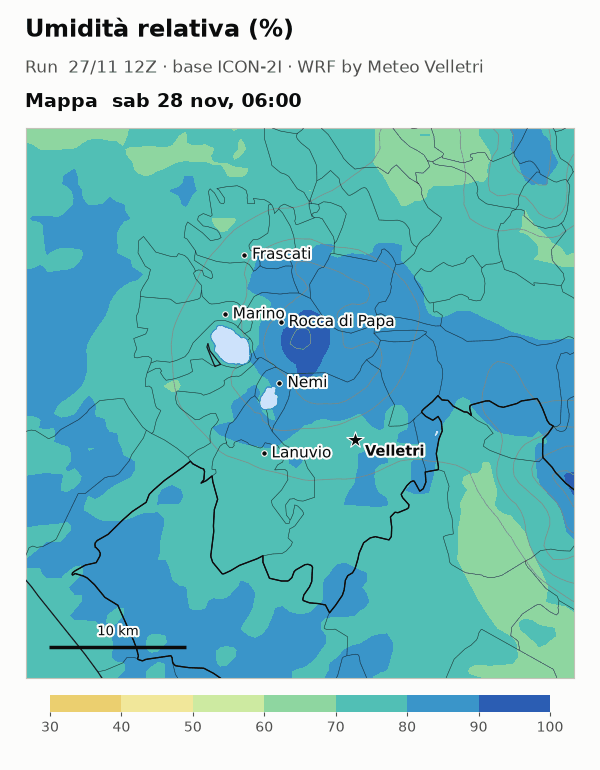 Umidità relativa (%)
Run  27/11 12Z · base ICON-2I · WRF by Meteo Velletri
Mappa  sab 28 nov, 06:00
Frascati
Marino
Rocca di Papa
Nemi
Velletri
Lanuvio
10 km
30 40 50 60 70 80 90 100